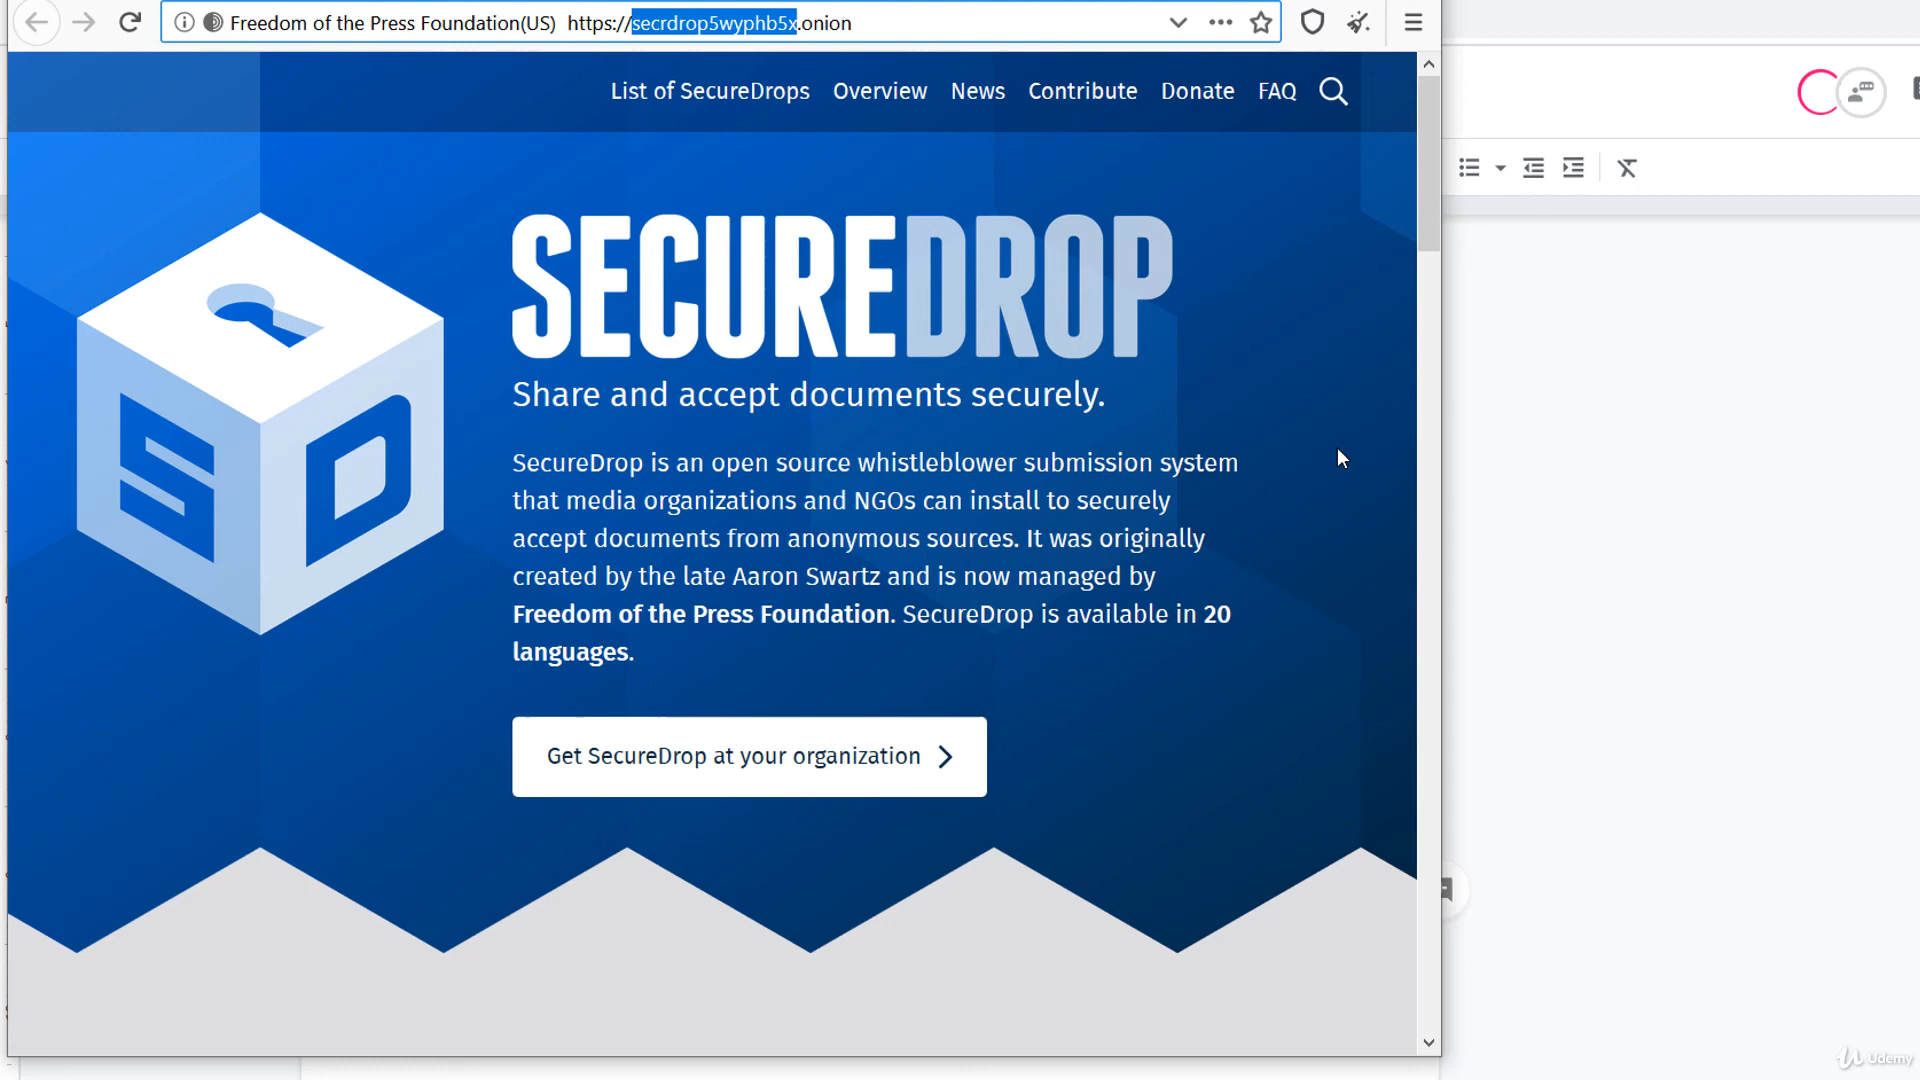 Freedom of the Press Foundation(US) https://secrdrop5wyphb5x.onion
List of SecureDrops Overview News Contribute Donate FAQ
SD
SECUREDROP
Share and accept documents securely.
SecureDrop is an open source whistleblower submission system
that media organizations and NGOs can install to securely
accept documents from anonymous sources. It was originally
created by the late Aaron Swartz and is now managed by
Freedom of the Press Foundation. SecureDrop is available in 20
languages.
Get SecureDrop at your organization
Udemy